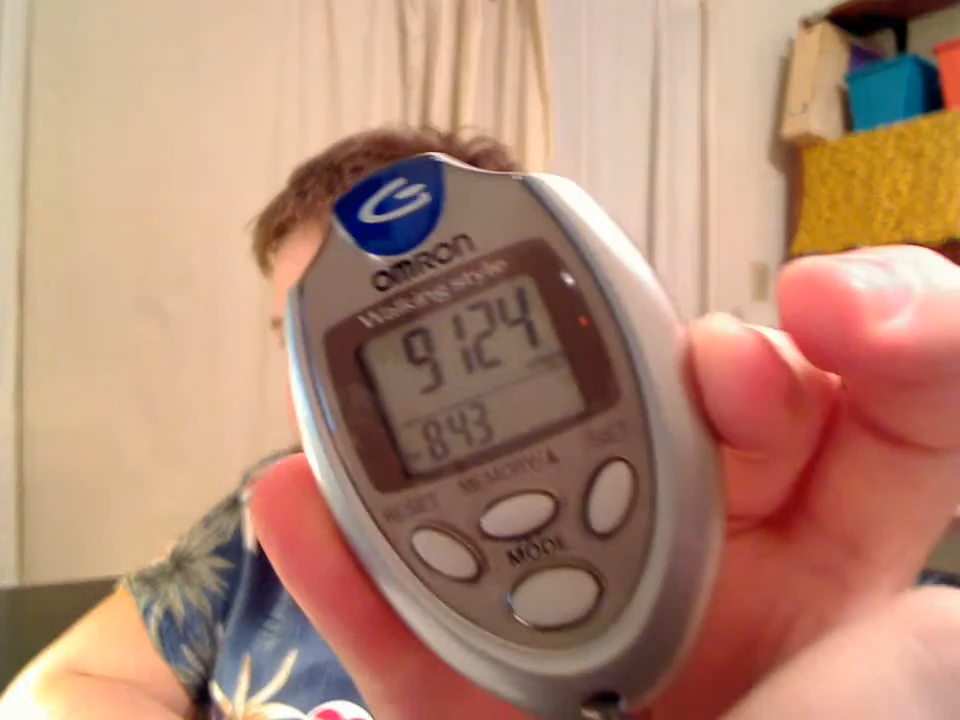 OMRON
Walking style
9124
-843
MEMORY/
RESET
SET
MODE